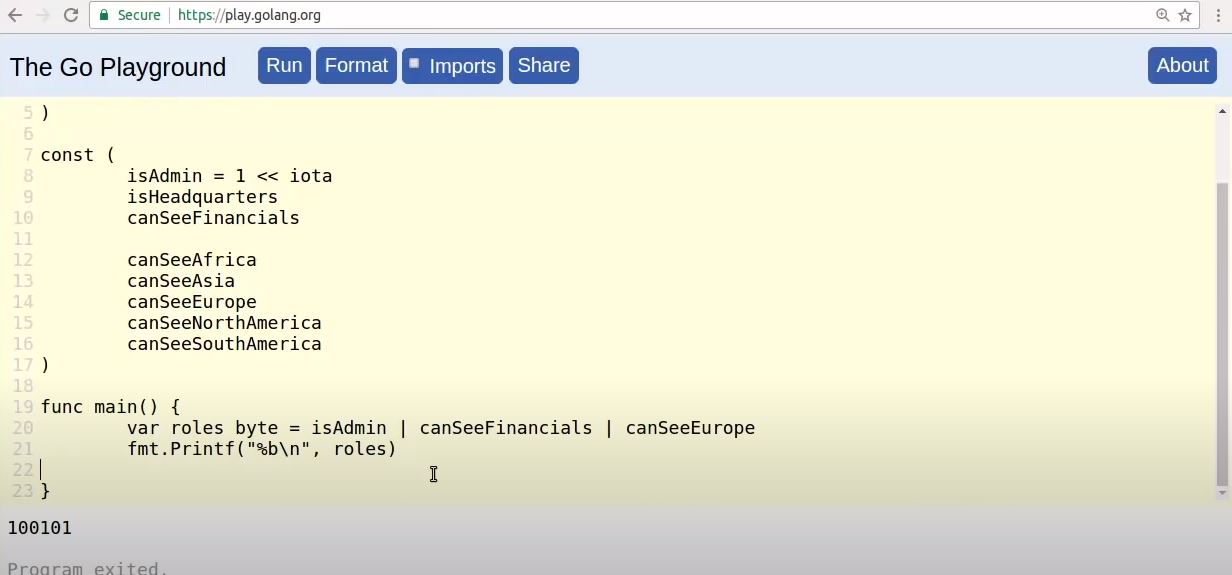 Secure https://play.golang.org
The Go Playground Run Format Imports Share About
5 )
6
7 const (
8 isAdmin = 1 << iota
9 isHeadquarters
10 canSeeFinancials
11
12 canSeeAfrica
13 canSeeAsia
14 canSeeEurope
15 canSeeNorthAmerica
16 canSeeSouthAmerica
17 )
18
19 func main() {
20 var roles byte = isAdmin | canSeeFinancials | canSeeEurope
21 fmt.Printf("%b\n", roles)
22
23 }
100101
Program exited.